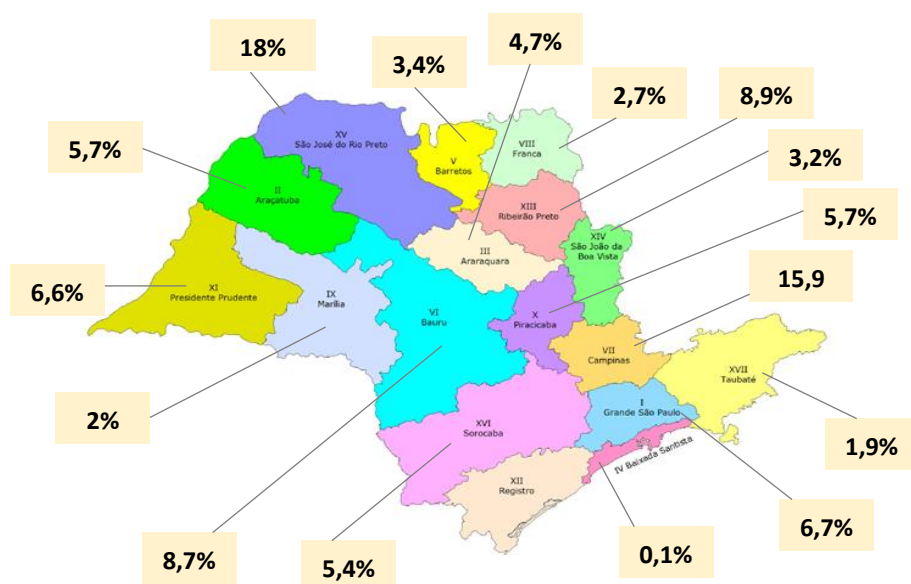 4,7%
18%
3,4%
2,7%
8,9%
5,7%
3,2%
XV
São José do Rio Preto
V
Barretos
VIII
Franca
II
Araçatuba
XIII
Ribeirão Preto
XIV
São João da
Boa Vista
5,7%
III
Araraquara
6,6%
XI
Presidente Prudente
IX
Marília
VI
Bauru
X
Piracicaba
15,9
VII
Campinas
XVII
Taubaté
I
Grande São Paulo
2%
XVI
Sorocaba
IV Baixada Santista
1,9%
XII
Registro
8,7%
5,4%
0,1%
6,7%